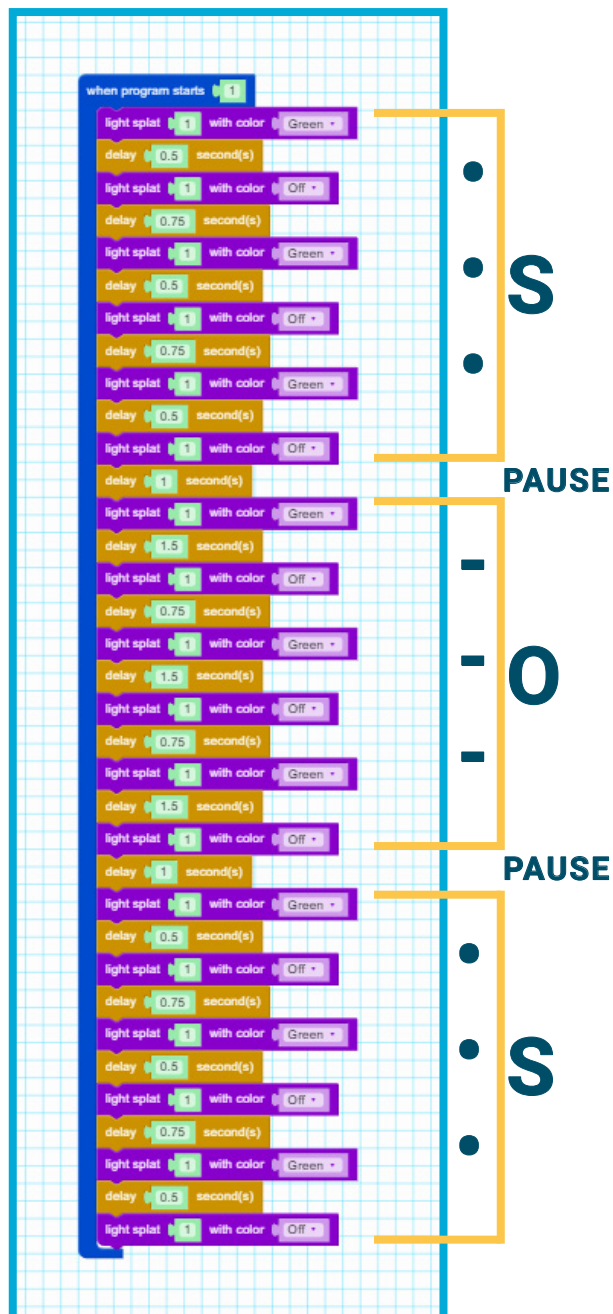 when program starts 1
light splat 1 with color Green
delay 0.5 second(s)
light splat 1 with color Off
delay 0.75 second(s)
light splat 1 with color Green
delay 0.5 second(s)
light splat 1 with color Off
delay 0.75 second(s)
light splat 1 with color Green
delay 0.5 second(s)
light splat 1 with color Off
• • • S
delay 1 second(s)
PAUSE
light splat 1 with color Green
delay 1.5 second(s)
light splat 1 with color Off
delay 0.75 second(s)
light splat 1 with color Green
delay 1.5 second(s)
light splat 1 with color Off
delay 0.75 second(s)
light splat 1 with color Green
delay 1.5 second(s)
light splat 1 with color Off
- - - O
delay 1 second(s)
PAUSE
light splat 1 with color Green
delay 0.5 second(s)
light splat 1 with color Off
delay 0.75 second(s)
light splat 1 with color Green
delay 0.5 second(s)
light splat 1 with color Off
delay 0.75 second(s)
light splat 1 with color Green
delay 0.5 second(s)
light splat 1 with color Off
• • • S